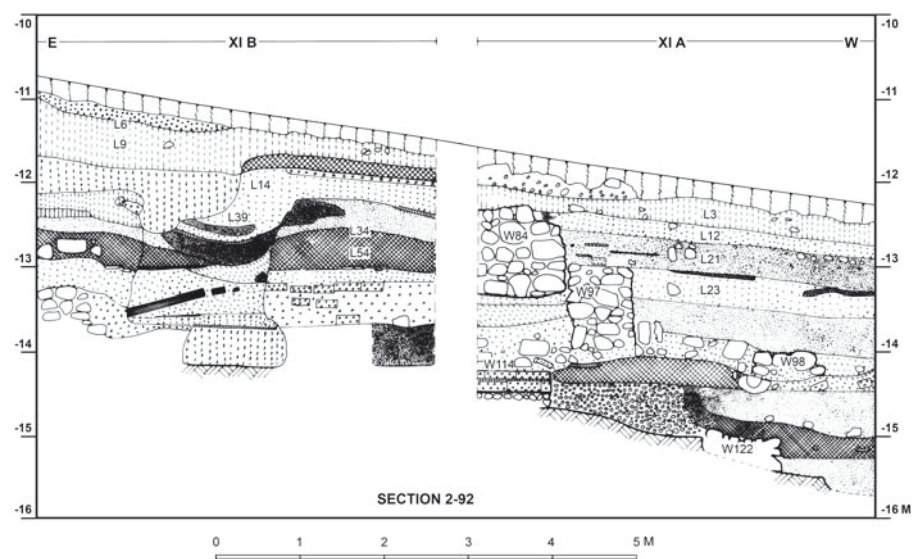 -10 -10
E XI B XI A W
-11 -11
L6
L9
-12 -12
L14
L3
L39
W84
L12
L34
L21
L54
-13 -13
L23
W97
-14 -14
W114
W98
-15 -15
W122
SECTION 2-92
-16 -16 M
0 1 2 3 4 5 M